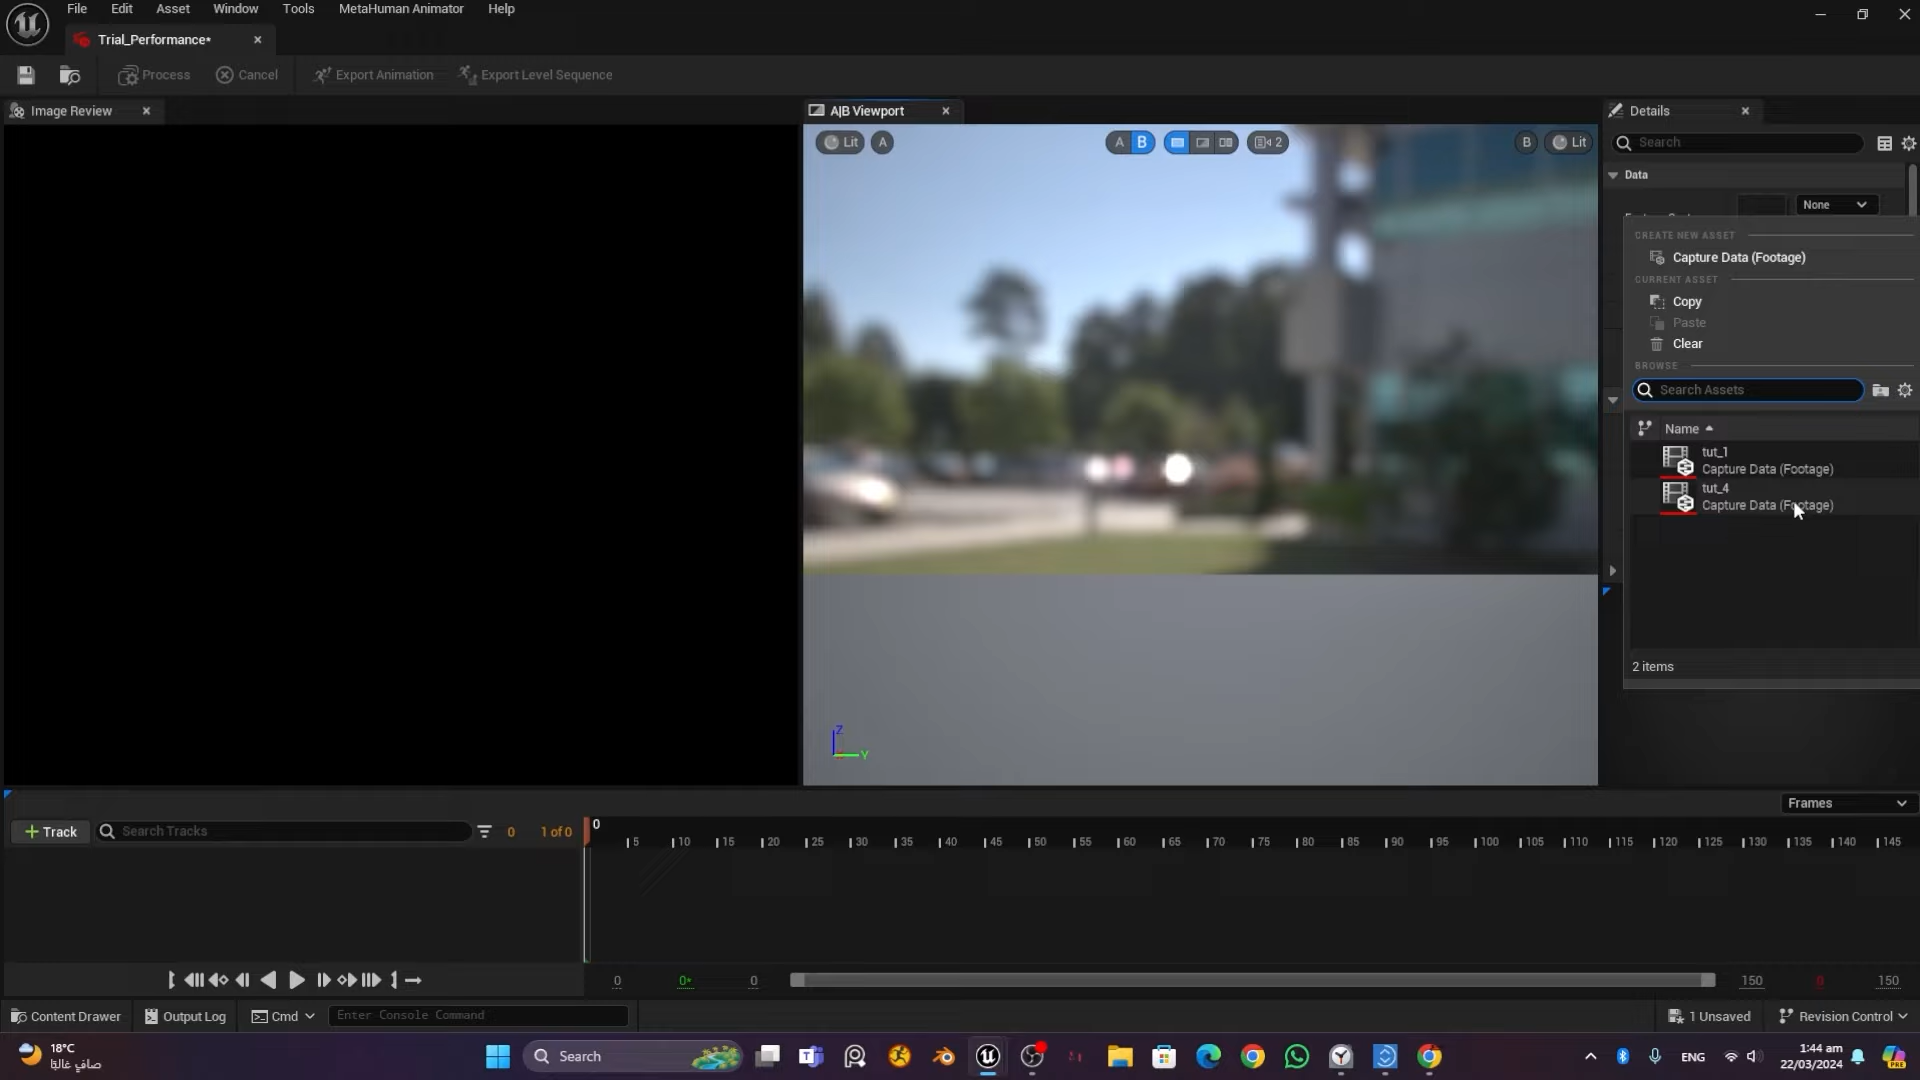 File Edit Asset Window Tools MetaHuman Animator Help
Trial_Performance*
Process Cancel Export Animation Export Level Sequence
Image Review
A|B Viewport
Details
Lit A
A B
2
B Lit
Search
Data
None
CREATE NEW ASSET
Capture Data (Footage)
CURRENT ASSET
Copy
Paste
Clear
BROWSE
Search Assets
Name
tut_1
Capture Data (Footage)
tut_4
Capture Data (Footage)
2 items
Z
Y
Frames
+ Track Search Tracks 0 1 of 0
0
5 10 15 20 25 30 35 40 45 50 55 60 65 70 75 80 85 90 95 100 105 110 115 120 125 130 135 140 145
0 0* 0 150 0 150
Content Drawer Output Log Cmd Enter Console Command 1 Unsaved Revision Control
18°C
صافٍ غالبًا
Search
ENG
1:44 am
22/03/2024
PRE